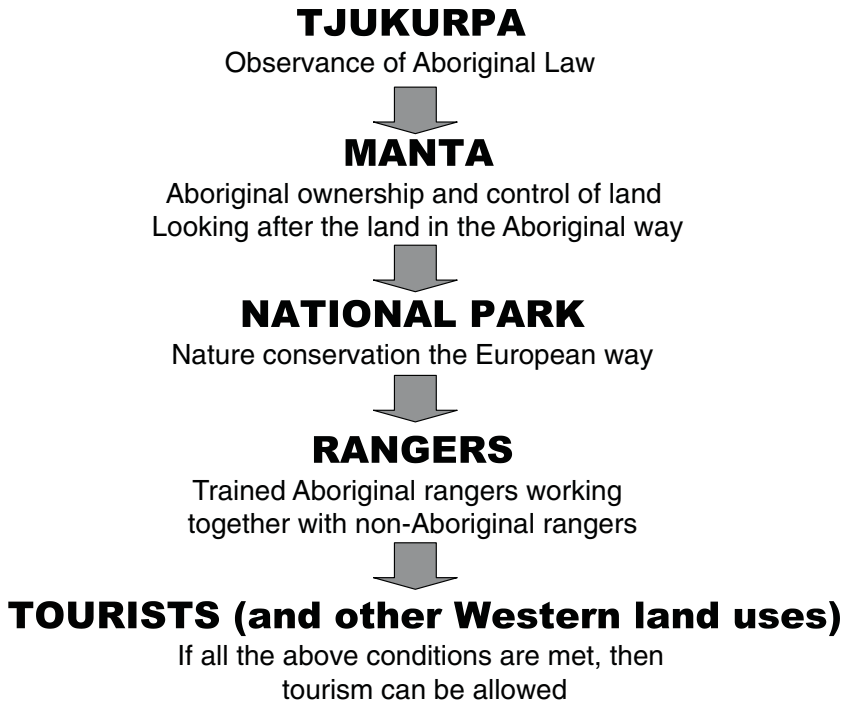 TJUKURPA
Observance of Aboriginal Law
MANTA
Aboriginal ownership and control of land
Looking after the land in the Aboriginal way
NATIONAL PARK
Nature conservation the European way
RANGERS
Trained Aboriginal rangers working
together with non-Aboriginal rangers
TOURISTS (and other Western land uses)
If all the above conditions are met, then
tourism can be allowed